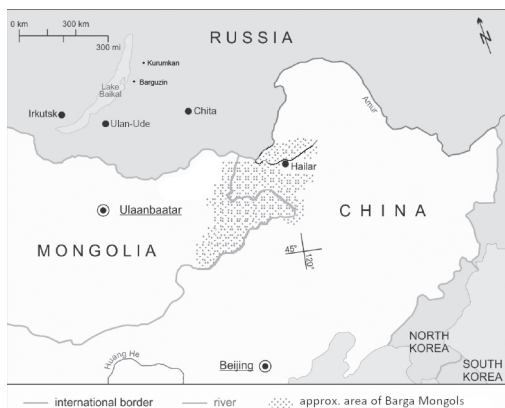 0 km 300 km
300 mi
N
RUSSIA
Kurumkan
Barguzin
Lake
Baikal
Irkutsk
Ulan-Ude
Chita
Amur
Hailar
Ulaanbaatar
CHINA
MONGOLIA
45°
120°
Huang He
Beijing
NORTH
KOREA
SOUTH
KOREA
international border river approx. area of Barga Mongols